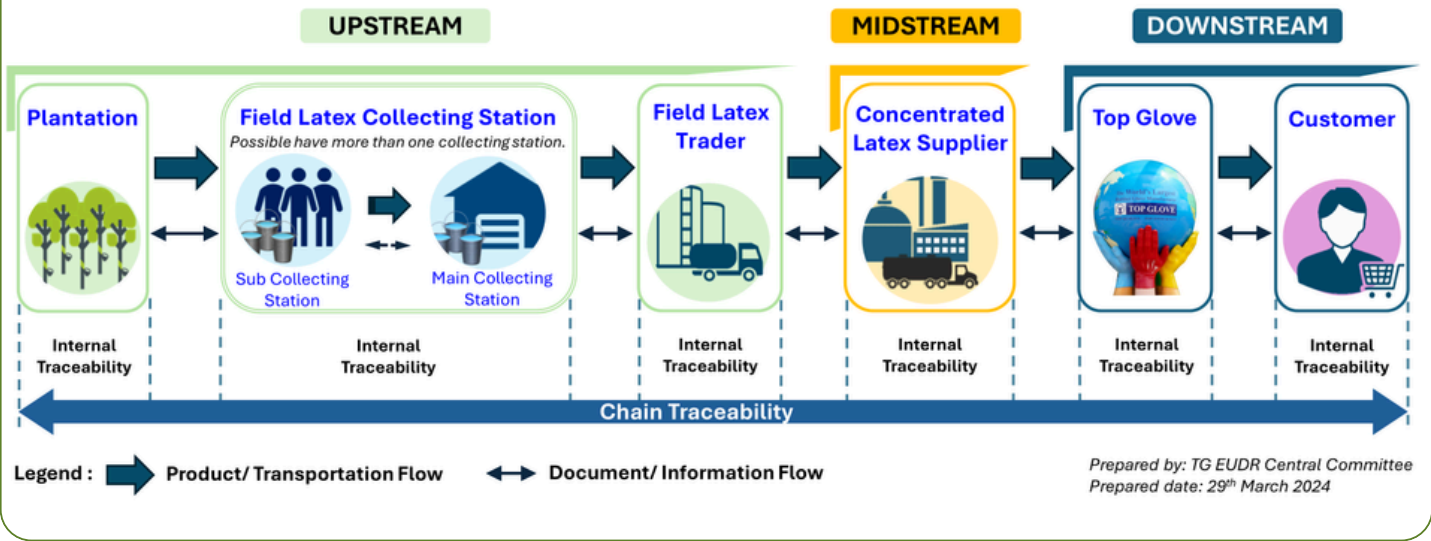 UPSTREAM
MIDSTREAM
DOWNSTREAM
Plantation
Field Latex Collecting Station
Possible have more than one collecting station.
Sub Collecting
Station
Main Collecting
Station
Field Latex
Trader
Concentrated
Latex Supplier
Top Glove
TOP GLOVE
Customer
Internal
Traceability
Internal
Traceability
Internal
Traceability
Internal
Traceability
Internal
Traceability
Internal
Traceability
Chain Traceability
Legend :
Product/ Transportation Flow
Document/ Information Flow
Prepared by: TG EUDR Central Committee
Prepared date: 29th March 2024